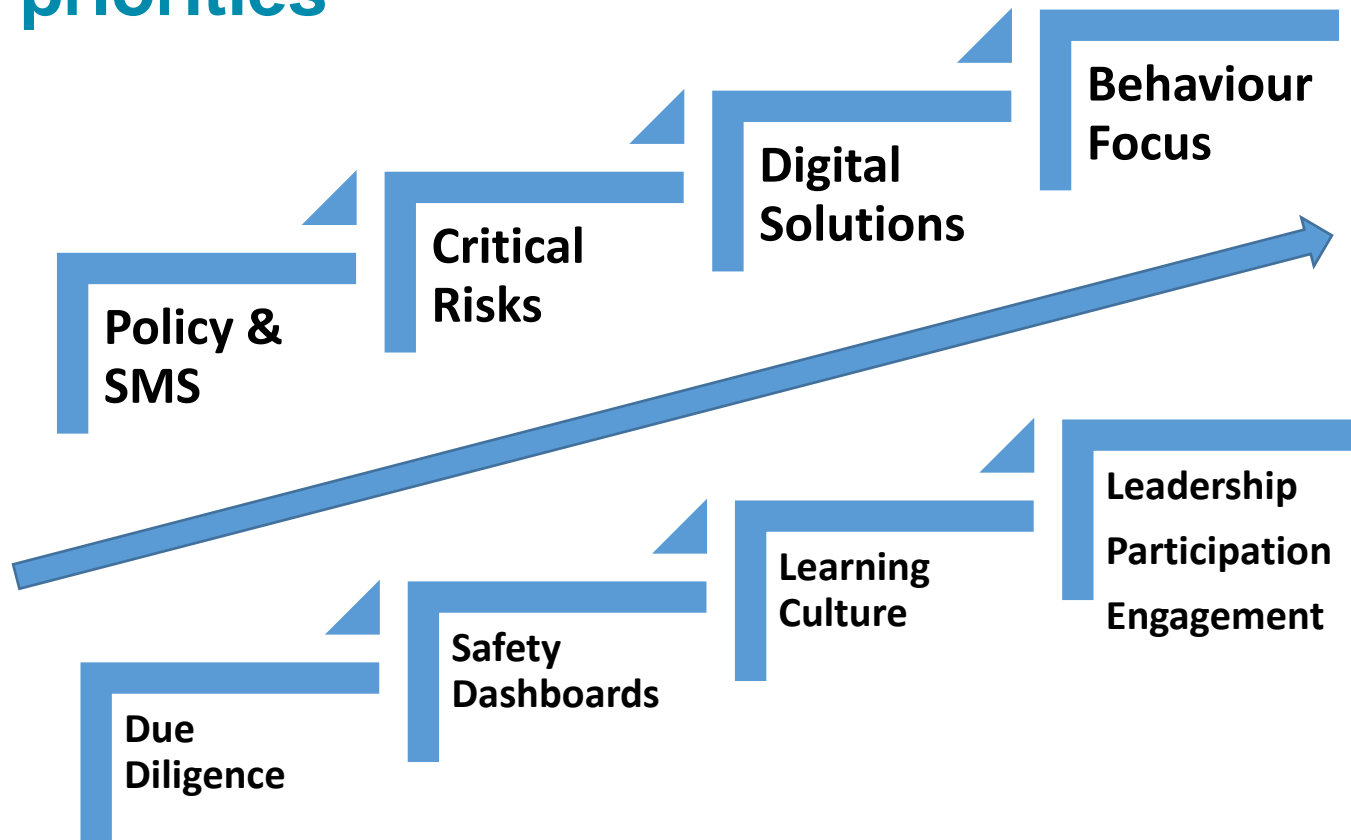 priorities
Policy &
SMS
Critical
Risks
Digital
Solutions
Behaviour
Focus
Due
Diligence
Safety
Dashboards
Learning
Culture
Leadership
Participation
Engagement